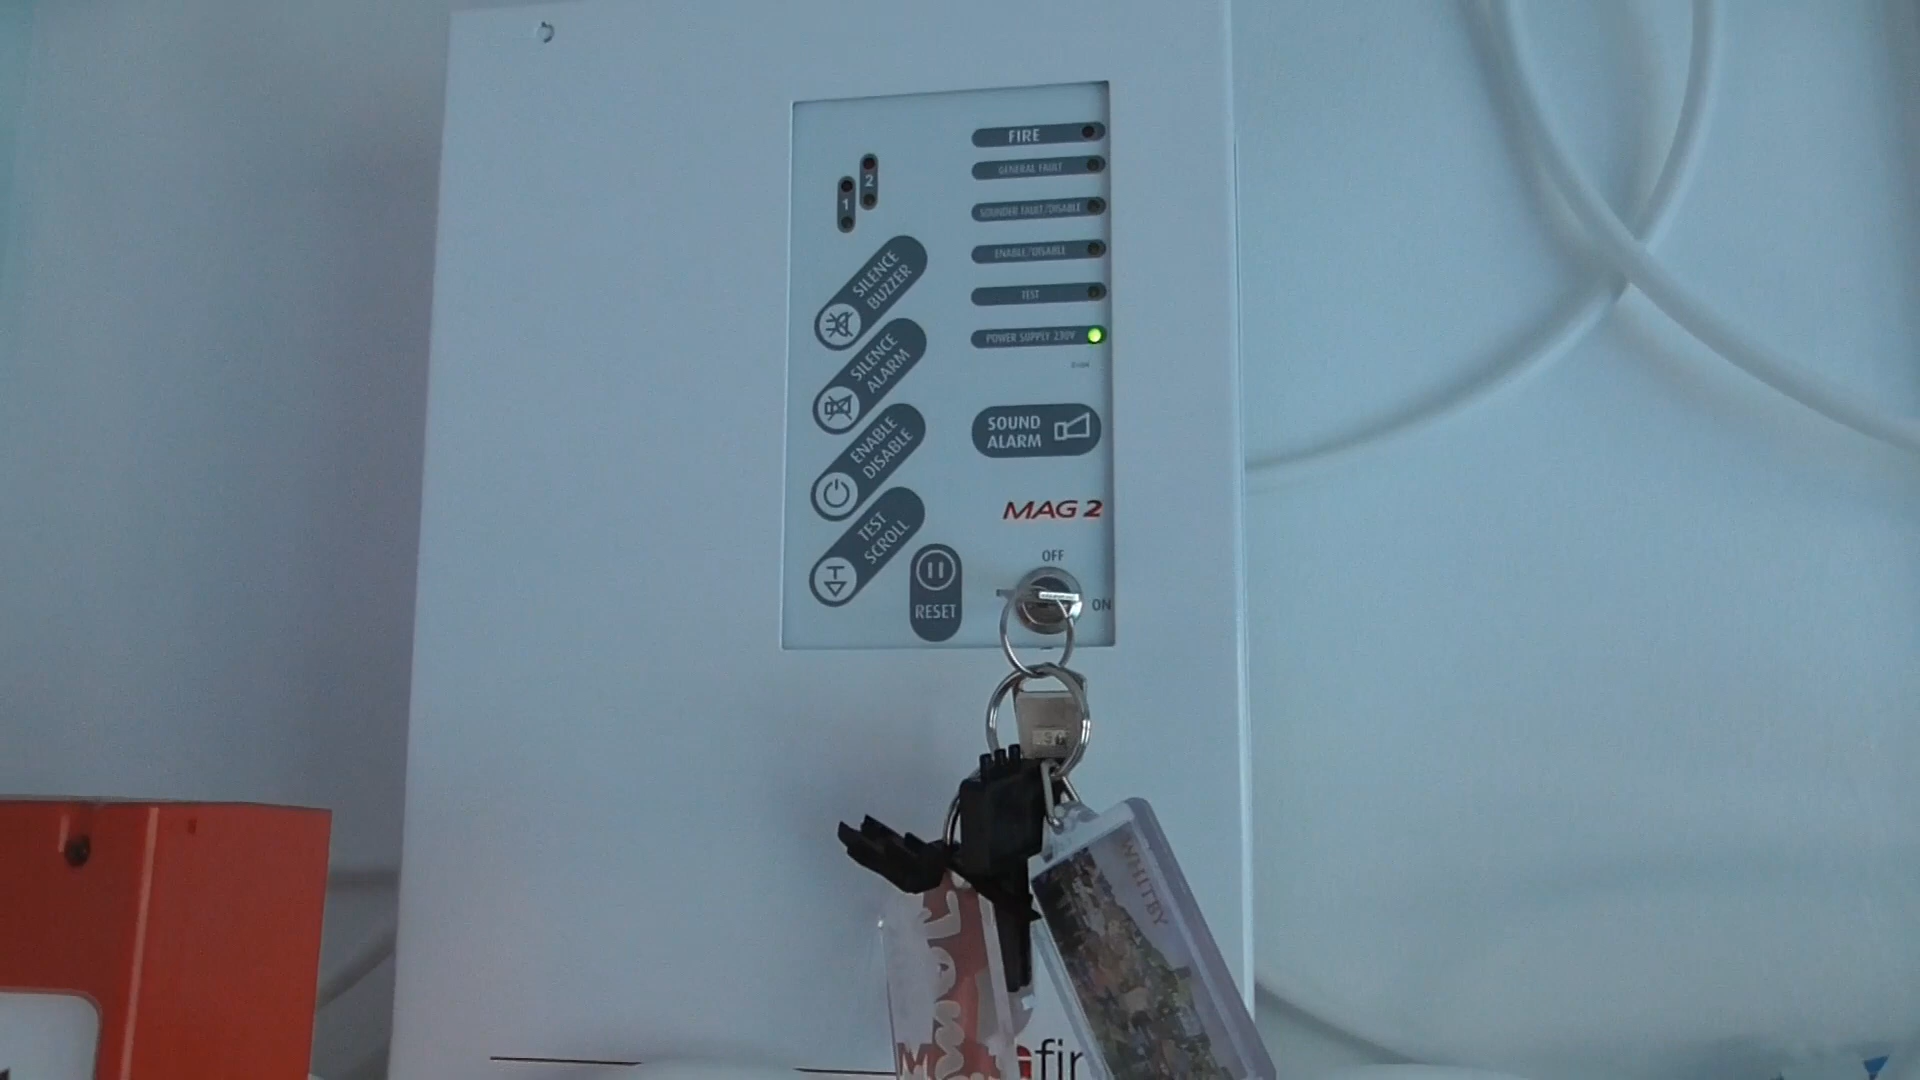 FIRE
GENERAL FAULT
SOUNDER FAULT/DISABLE
ENABLE/DISABLE
TEST
POWER SUPPLY 230V
2
1
SILENCE
BUZZER
SILENCE
ALARM
ENABLE
DISABLE
TEST
SCROLL
RESET
SOUND
ALARM
MAG 2
OFF
ON
WHITBY